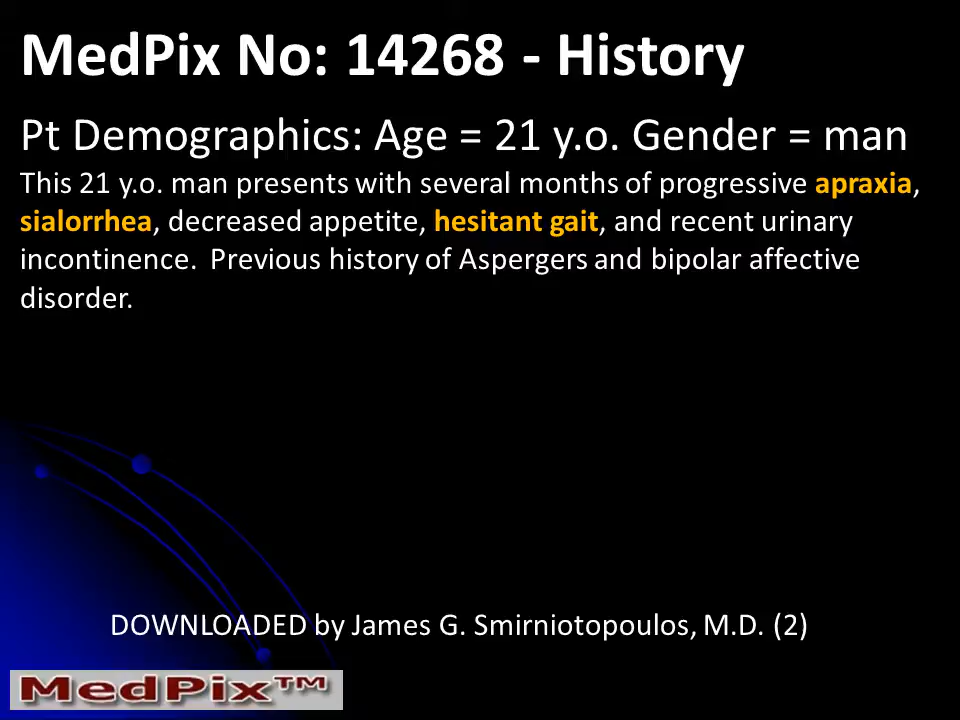 MedPix No: 14268 - History
Pt Demographics: Age = 21 y.o. Gender = man
This 21 y.o. man presents with several months of progressive apraxia,
sialorrhea, decreased appetite, hesitant gait, and recent urinary
incontinence.  Previous history of Aspergers and bipolar affective
disorder.
DOWNLOADED by James G. Smirniotopoulos, M.D. (2)
MedPix™